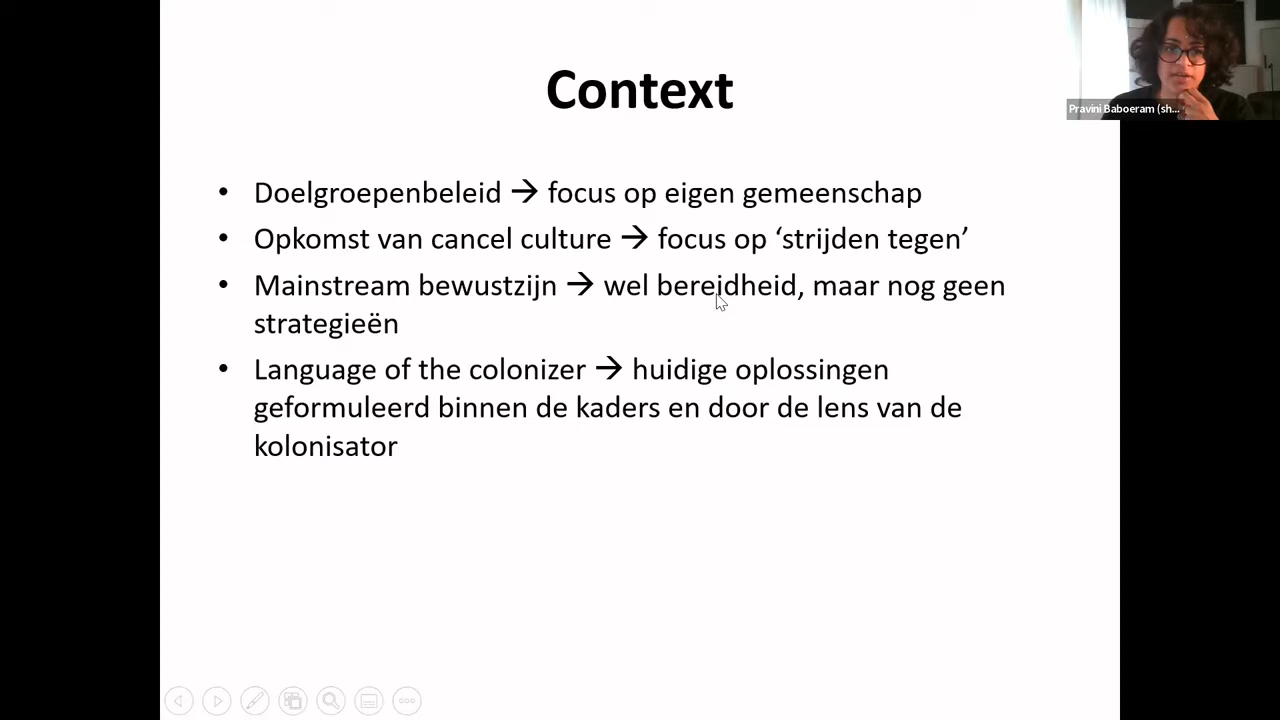 Context
Pravini Baboeram (sh...
• Doelgroepenbeleid → focus op eigen gemeenschap
• Opkomst van cancel culture → focus op ‘strijden tegen’
• Mainstream bewustzijn → wel bereidheid, maar nog geen
strategieën
• Language of the colonizer → huidige oplossingen
geformuleerd binnen de kaders en door de lens van de
kolonisator